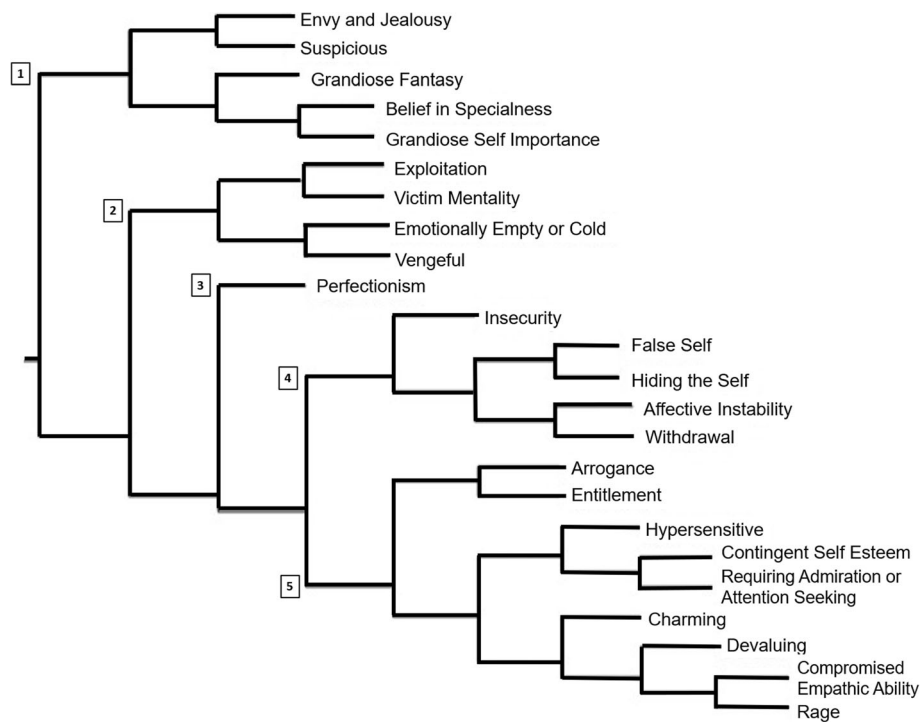 Envy and Jealousy
Suspicious
1
Grandiose Fantasy
Belief in Specialness
Grandiose Self Importance
Exploitation
Victim Mentality
2
Emotionally Empty or Cold
Vengeful
3
Perfectionism
Insecurity
False Self
4
Hiding the Self
Affective Instability
Withdrawal
Arrogance
Entitlement
Hypersensitive
Contingent Self Esteem
5
Requiring Admiration or
Attention Seeking
Charming
Devaluing
Compromised
Empathic Ability
Rage